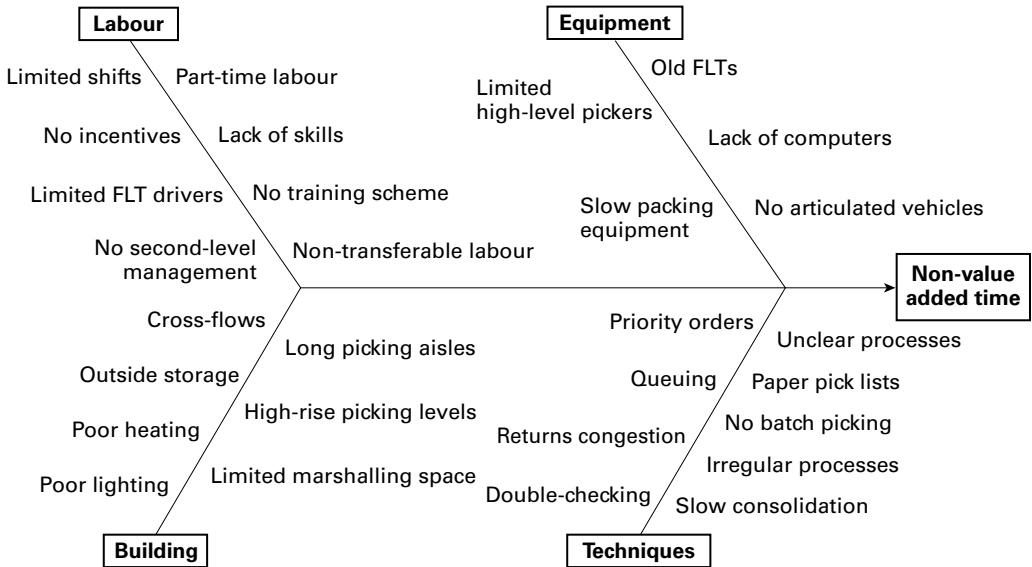 Labour
Equipment
Limited shifts
Part-time labour
Old FLTs
Limited
high-level pickers
No incentives
Lack of skills
Lack of computers
Limited FLT drivers
No training scheme
Slow packing
equipment
No articulated vehicles
No second-level
management
Non-transferable labour
Non-value
added time
Cross-flows
Priority orders
Long picking aisles
Unclear processes
Outside storage
Queuing
Paper pick lists
High-rise picking levels
No batch picking
Poor heating
Returns congestion
Limited marshalling space
Irregular processes
Poor lighting
Double-checking
Slow consolidation
Building
Techniques